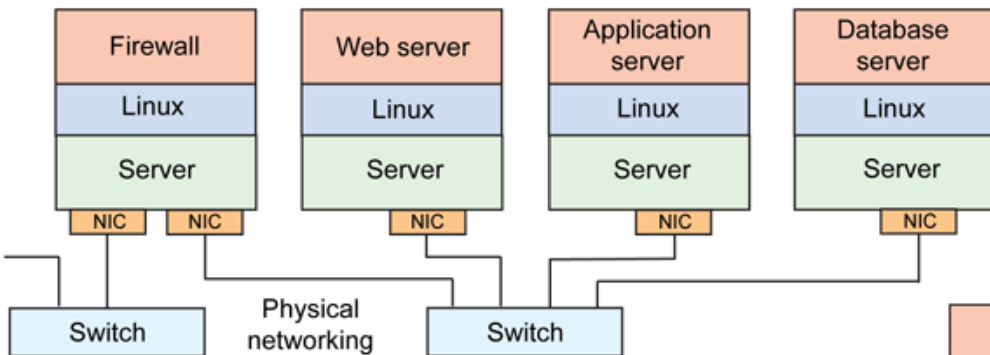 Firewall
Web server
Application
server
Database
server
Linux
Linux
Linux
Linux
Server
Server
Server
Server
NIC
NIC
NIC
NIC
NIC
Physical
networking
Switch
Switch